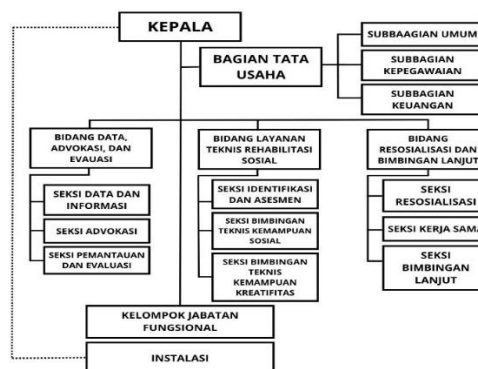 KEPALA
BAGIAN TATA
USAHA
SUBBAAGIAN UMUM
SUBBAGIAN
KEPEGAWAIAN
SUBBAGIAN
KEUANGAN
BIDANG DATA,
ADVOKASI, DAN
EVAUASI
SEKSI DATA DAN
INFORMASI
SEKSI ADVOKASI
SEKSI PEMANTAUAN
DAN EVALUASI
BIDANG LAYANAN
TEKNIS REHABILITASI
SOSIAL
SEKSI IDENTIFIKASI
DAN ASESMEN
SEKSI BIMBINGAN
TEKNIS KEMAMPUAN
SOSIAL
SEKSI BIMBINGAN
TEKNIS
KEMAMPUAN
KREATIFITAS
BIDANG
RESOSIALISASI DAN
BIMBINGAN LANJUT
SEKSI
RESOSIALISASI
SEKSI KERJA SAMA
SEKSI
BIMBINGAN
LANJUT
KELOMPOK JABATAN
FUNGSIONAL
INSTALASI